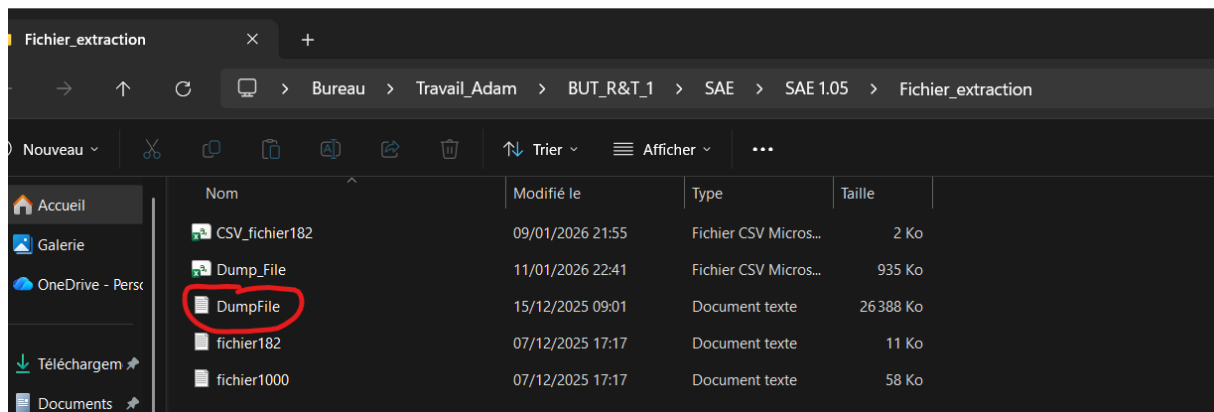 Fichier_extraction
Bureau > Travail_Adam > BUT_R&T_1 > SAE > SAE 1.05 > Fichier_extraction
Nouveau Trier Afficher
Nom Modifié le Type Taille
Accueil
Galerie
OneDrive - Persc
Téléchargem
Documents
CSV_fichier182 09/01/2026 21:55 Fichier CSV Micros... 2 Ko
Dump_File 11/01/2026 22:41 Fichier CSV Micros... 935 Ko
DumpFile 15/12/2025 09:01 Document texte 26 388 Ko
fichier182 07/12/2025 17:17 Document texte 11 Ko
fichier1000 07/12/2025 17:17 Document texte 58 Ko